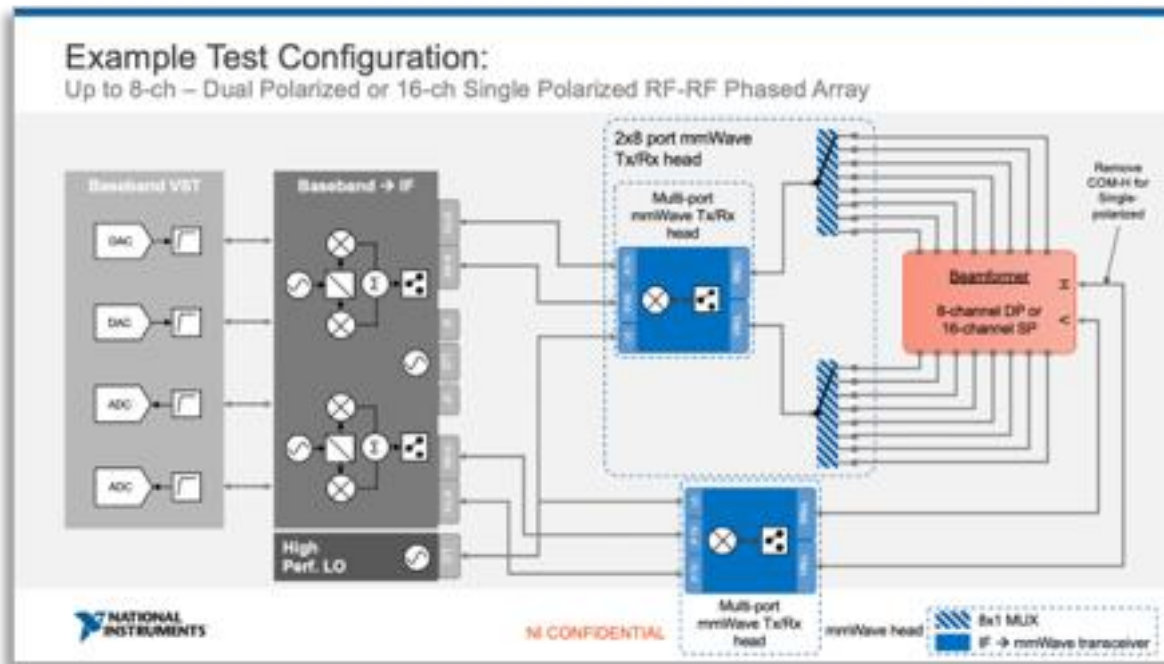 Example Test Configuration:
Up to 8-ch – Dual Polarized or 16-ch Single Polarized RF-RF Phased Array
Baseband VST
DAC
DAC
ADC
ADC
Baseband → IF
Σ
Σ
High
Perf. LO
2x8 port mmWave
Tx/Rx head
Multi-port
mmWave Tx/Rx
head
Remove
COM-H for
Single-
polarized
Beamformer
8-channel DP or
16-channel SP
H
V
Multi-port
mmWave Tx/Rx
head
NATIONAL
INSTRUMENTS
NI CONFIDENTIAL
mmWave head
8x1 MUX
IF → mmWave transceiver